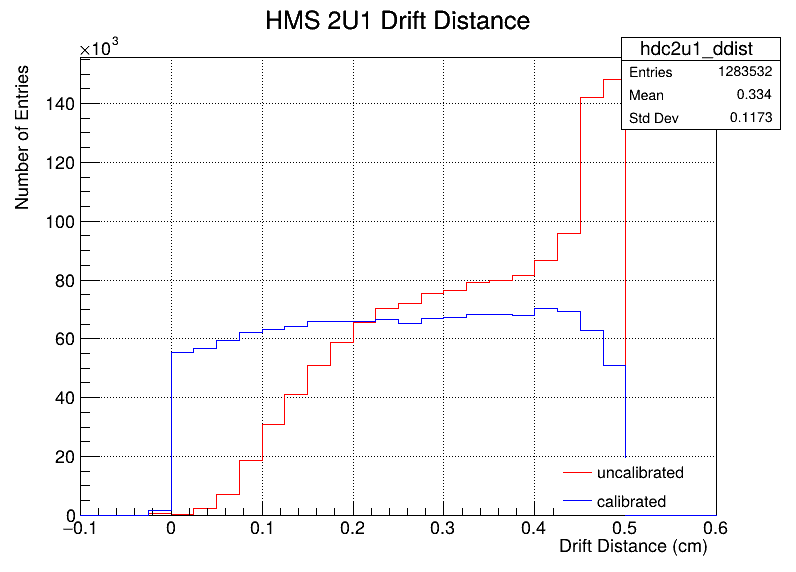 HMS 2U1 Drift Distance
×10³
hdc2u1_ddist
Entries 1283532
Mean 0.334
Std Dev 0.1173
Number of Entries
140
120
100
80
60
40
20
0
uncalibrated
calibrated
−0.1 0 0.1 0.2 0.3 0.4 0.5 0.6
Drift Distance (cm)